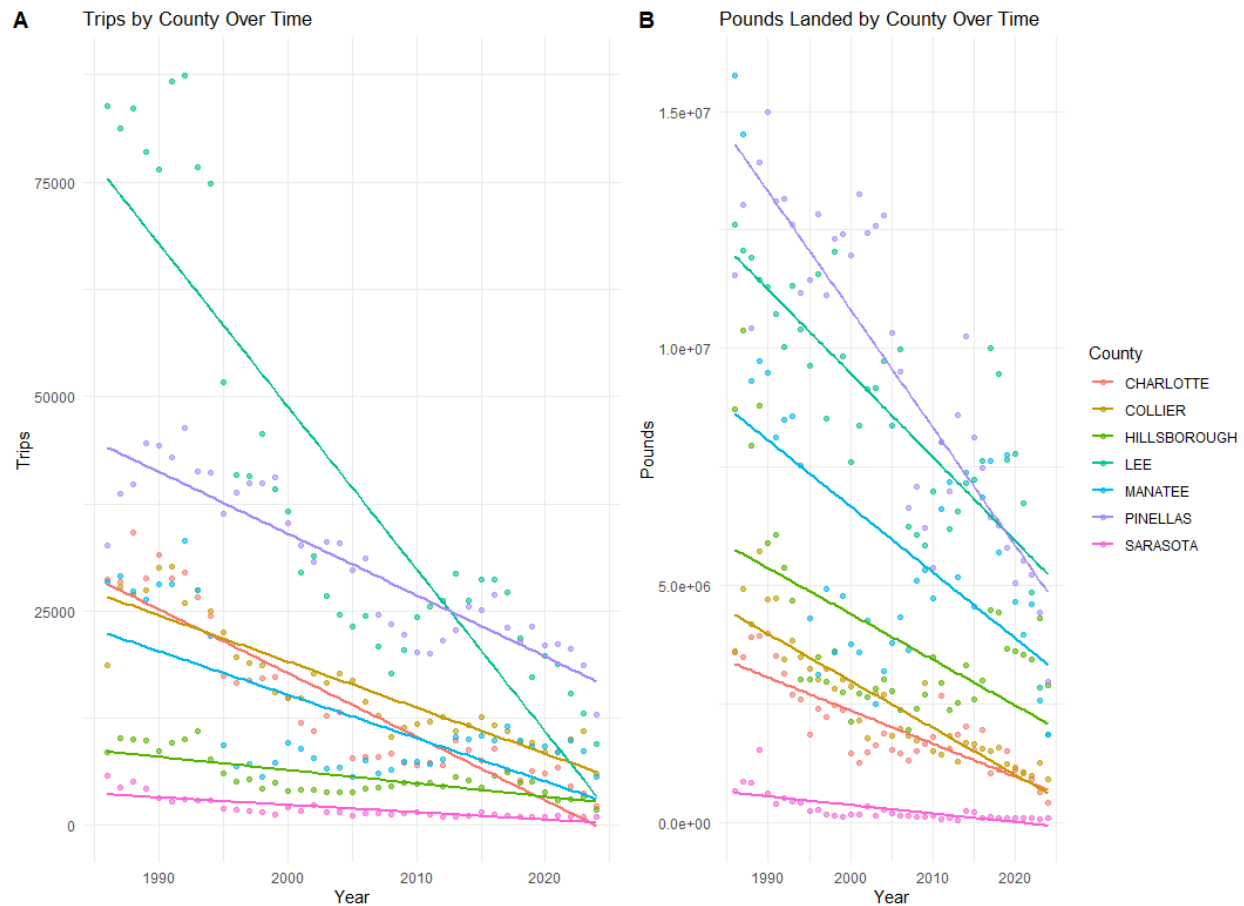 A
Trips by County Over Time
75000
50000
25000
0
Trips
1990
2000
2010
2020
Year
B
Pounds Landed by County Over Time
1.5e+07
1.0e+07
5.0e+06
0.0e+00
Pounds
1990
2000
2010
2020
Year
County
CHARLOTTE
COLLIER
HILLSBOROUGH
LEE
MANATEE
PINELLAS
SARASOTA